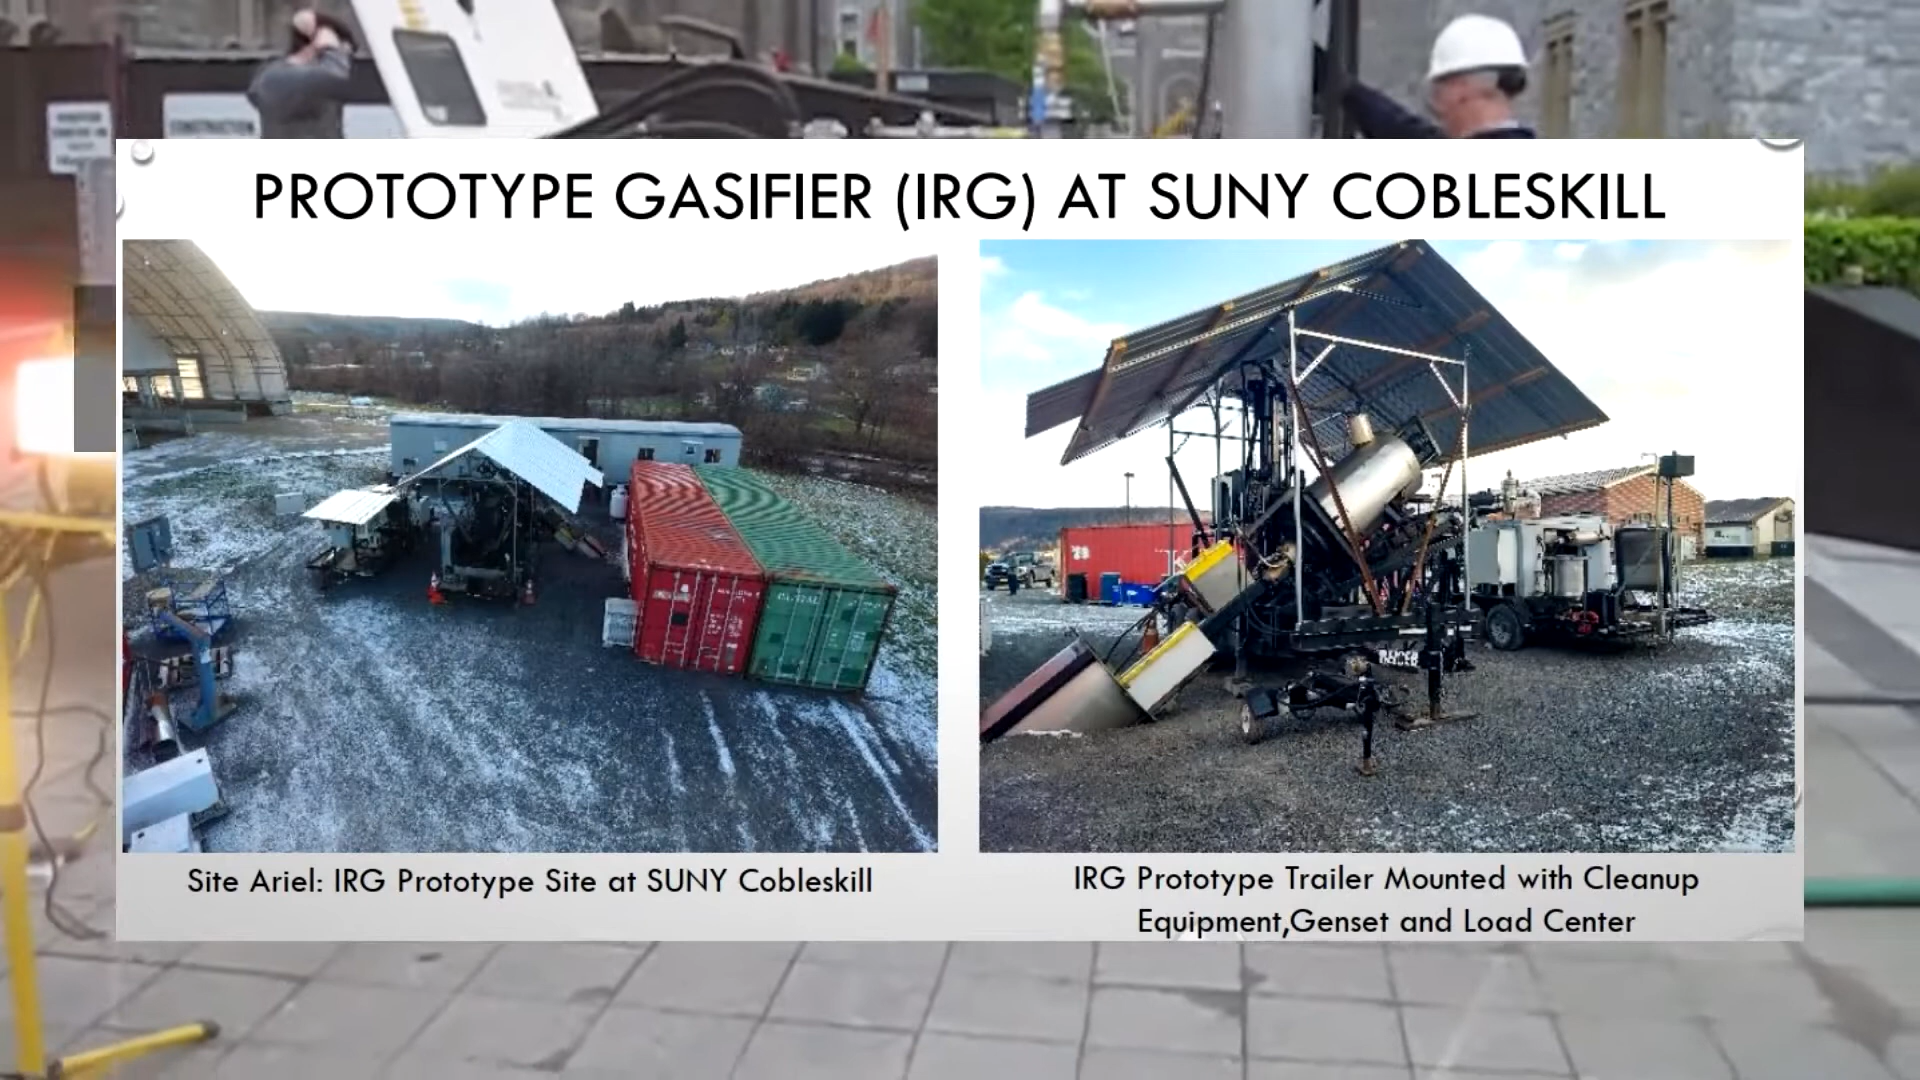 CONSTRUCTION
PROTOTYPE GASIFIER (IRG) AT SUNY COBLESKILL
Site Ariel: IRG Prototype Site at SUNY Cobleskill
IRG Prototype Trailer Mounted with Cleanup
Equipment,Genset and Load Center